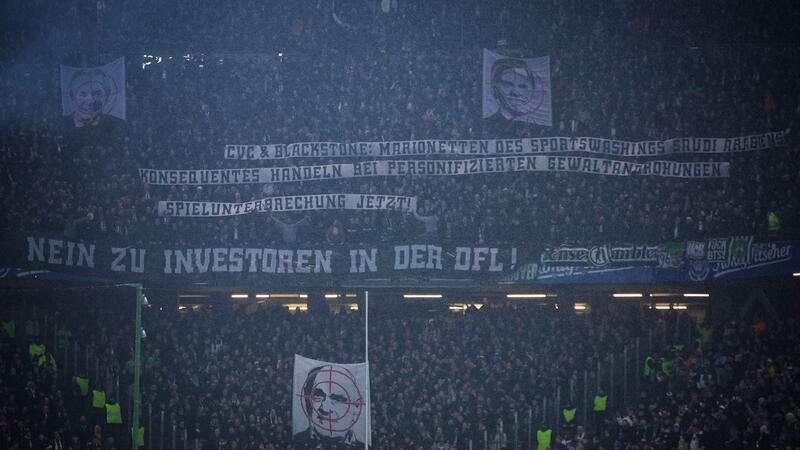 CVC & BLACKSTONE: MARIONETTEN DES SPORTSWASHINGS SAUDI ARABIENS!
KONSEQUENTES HANDELN BEI PERSONIFIZIERTEN GEWALTANDROHUNGEN
SPIELUNTERBRECHUNG JETZT!
NEIN ZU INVESTOREN IN DER DFL!